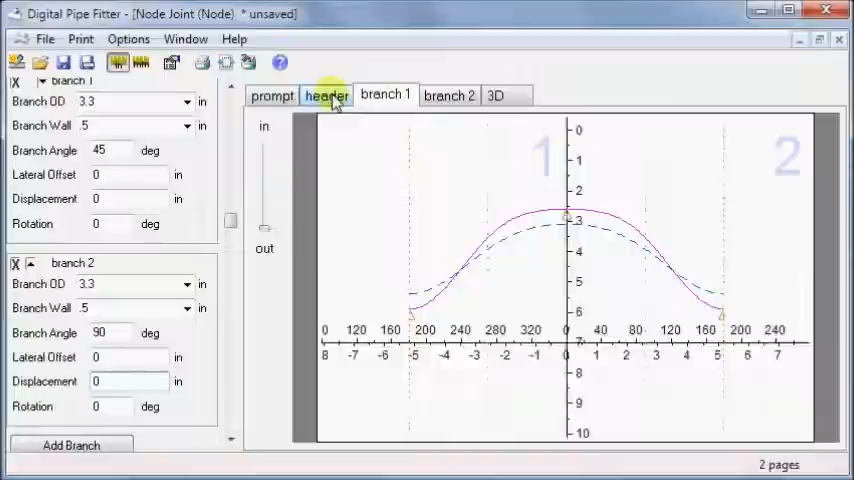 Digital Pipe Fitter - [Node Joint (Node)  * unsaved]
File Print Options Window Help
X branch 1
Branch OD 3.3 in
Branch Wall .5 in
Branch Angle 45 deg
Lateral Offset 0 in
Displacement 0 in
Rotation 0 deg
X branch 2
Branch OD 3.3 in
Branch Wall .5 in
Branch Angle 90 deg
Lateral Offset 0 in
Displacement 0 in
Rotation 0 deg
Add Branch
prompt header branch 1 branch 2 3D
in
out
1 2
0
1
2
3
4
5
6
0 120 160 200 240 280 320 0 40 80 120 160 200 240
7
8 -7 -6 -5 -4 -3 -2 -1 0 1 2 3 4 5 6 7
8
9
10
2 pages